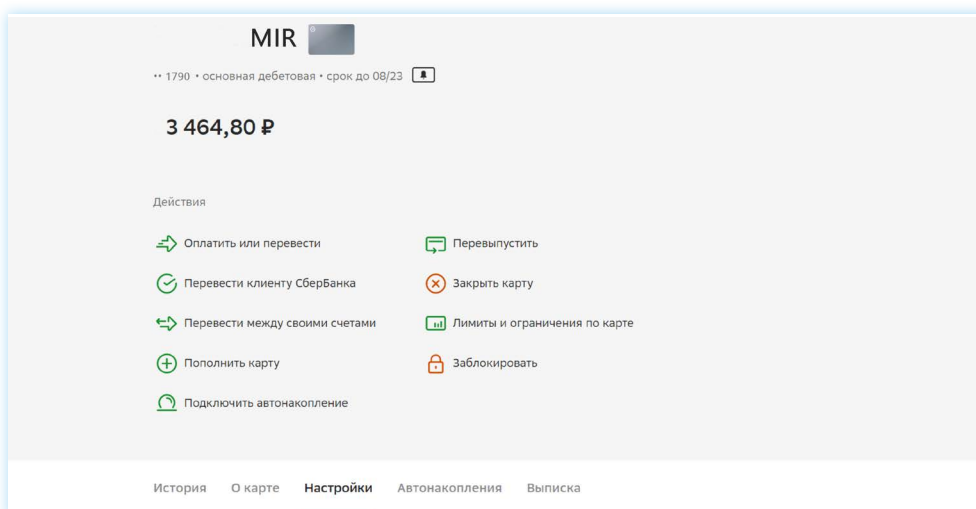 MIR
•• 1790 • основная дебетовая • срок до 08/23
3 464,80 ₽
Действия
Оплатить или перевести
Перевести клиенту СберБанка
Перевести между своими счетами
Пополнить карту
Подключить автонакопление
Перевыпустить
Закрыть карту
Лимиты и ограничения по карте
Заблокировать
История О карте Настройки Автонакопления Выписка